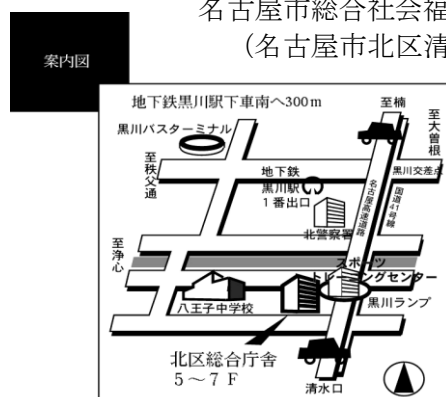 名古屋市総合社会福
(名古屋市北区清
案内図
地下鉄黒川駅下車南へ300m
至楠
至大曽根
黒川バスターミナル
至秩父通
地下鉄
黒川駅
1番出口
黒川交差点
名古屋高速道路
国道41号線
北警察署
至浄心
スポーツ
トレーニングセンター
八王子中学校
黒川ランプ
北区総合庁舎
5〜7F
清水口